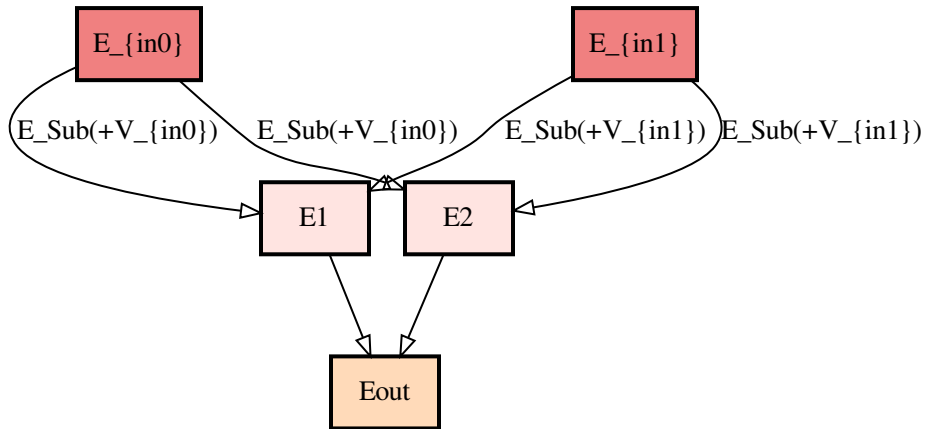 E_{in0}
E_{in1}
E_Sub(+V_{in0})
E_Sub(+V_{in0})
E_Sub(+V_{in1})
E_Sub(+V_{in1})
E1
E2
Eout